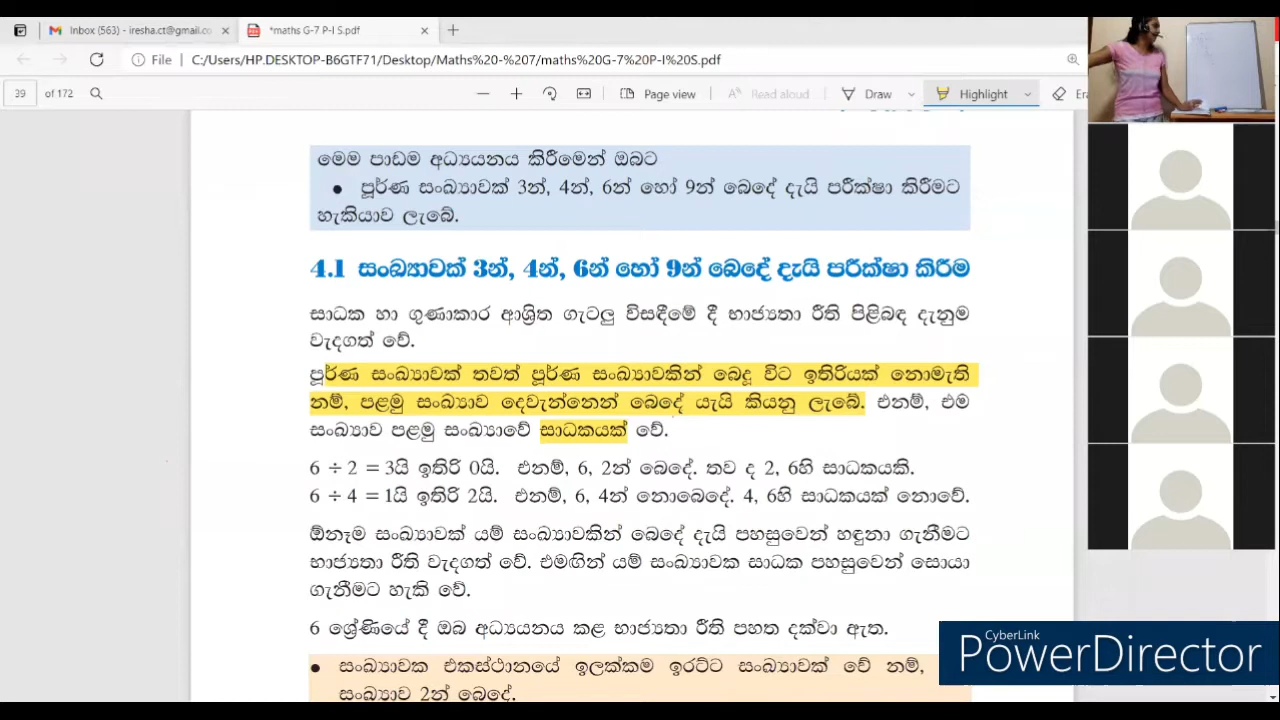 Inbox (563) - iresha.ct@gmail.co
*maths G-7 P-I S.pdf
File C:/Users/HP.DESKTOP-B6GTF71/Desktop/Maths%20-%207/maths%20G-7%20P-I%20S.pdf
39 of 172 Page view Read aloud Draw Highlight Era
මෙම පාඩම අධ්‍යයනය කිරීමෙන් ඔබට
● පූර්ණ සංඛ්‍යාවක් 3න්, 4න්, 6න් හෝ 9න් බෙදේ දැයි පරීක්ෂා කිරීමට
හැකියාව ලැබේ.
4.1 සංඛ්‍යාවක් 3න්, 4න්, 6න් හෝ 9න් බෙදේ දැයි පරීක්ෂා කිරීම
සාධක හා ගුණාකාර ආශ්‍රිත ගැටලු විසඳීමේ දී භාජ්‍යතා රීති පිළිබඳ දැනුම
වැදගත් වේ.
පූර්ණ සංඛ්‍යාවක් තවත් පූර්ණ සංඛ්‍යාවකින් බෙදූ විට ඉතිරියක් නොමැති
නම්, පළමු සංඛ්‍යාව දෙවැන්නෙන් බෙදේ යැයි කියනු ලැබේ. එනම්, එම
සංඛ්‍යාව පළමු සංඛ්‍යාවේ සාධකයක් වේ.
6 ÷ 2 = 3යි ඉතිරි 0යි. එනම්, 6, 2න් බෙදේ. තව ද 2, 6හි සාධකයකි.
6 ÷ 4 = 1යි ඉතිරි 2යි. එනම්, 6, 4න් නොබෙදේ. 4, 6හි සාධකයක් නොවේ.
ඕනෑම සංඛ්‍යාවක් යම් සංඛ්‍යාවකින් බෙදේ දැයි පහසුවෙන් හඳුනා ගැනීමට
භාජ්‍යතා රීති වැදගත් වේ. එමඟින් යම් සංඛ්‍යාවක සාධක පහසුවෙන් සොයා
ගැනීමට හැකි වේ.
6 ශ්‍රේණියේ දී ඔබ අධ්‍යයනය කළ භාජ්‍යතා රීති පහත දක්වා ඇත.
● සංඛ්‍යාවක එකස්ථානයේ ඉලක්කම ඉරට්ට සංඛ්‍යාවක් වේ නම්,
සංඛ්‍යාව 2න් බෙදේ.
CyberLink
PowerDirector